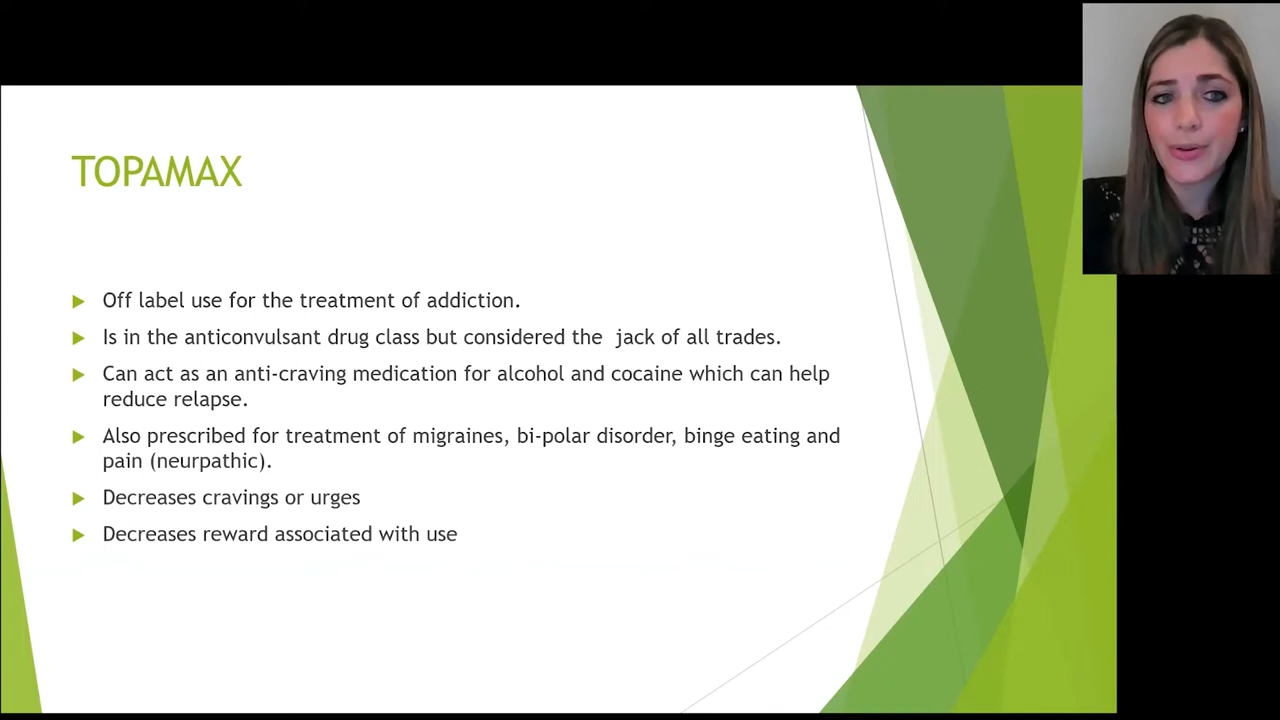 TOPAMAX
Off label use for the treatment of addiction.
Is in the anticonvulsant drug class but considered the  jack of all trades.
Can act as an anti-craving medication for alcohol and cocaine which can help
reduce relapse.
Also prescribed for treatment of migraines, bi-polar disorder, binge eating and
pain (neurpathic).
Decreases cravings or urges
Decreases reward associated with use